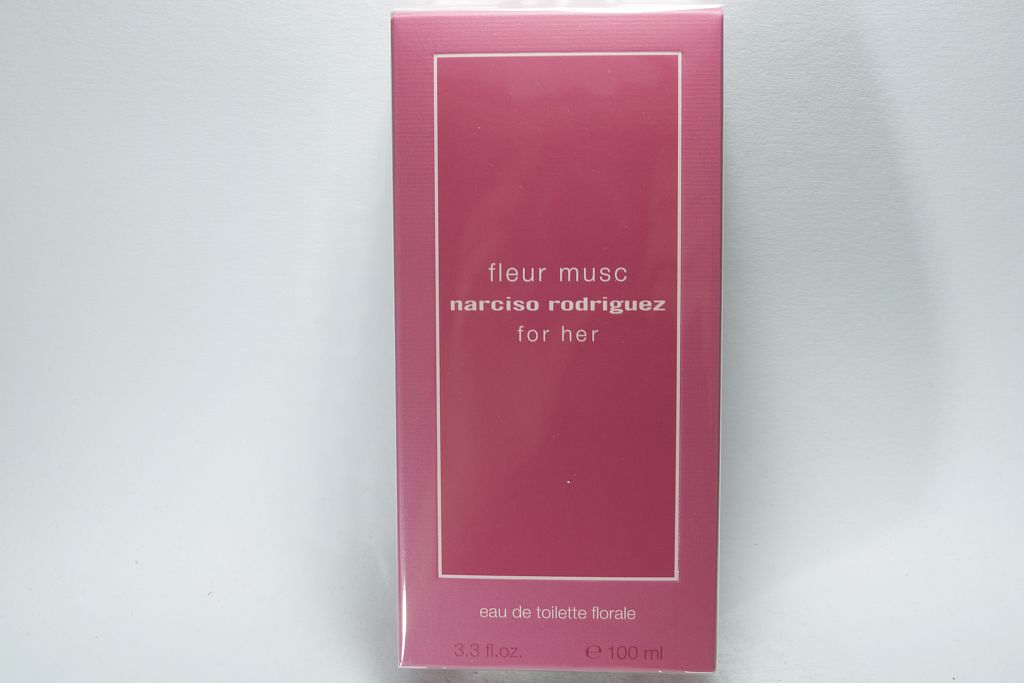 fleur musc
narciso rodriguez
for her
eau de toilette florale
3.3 fl.oz. ℮ 100 ml